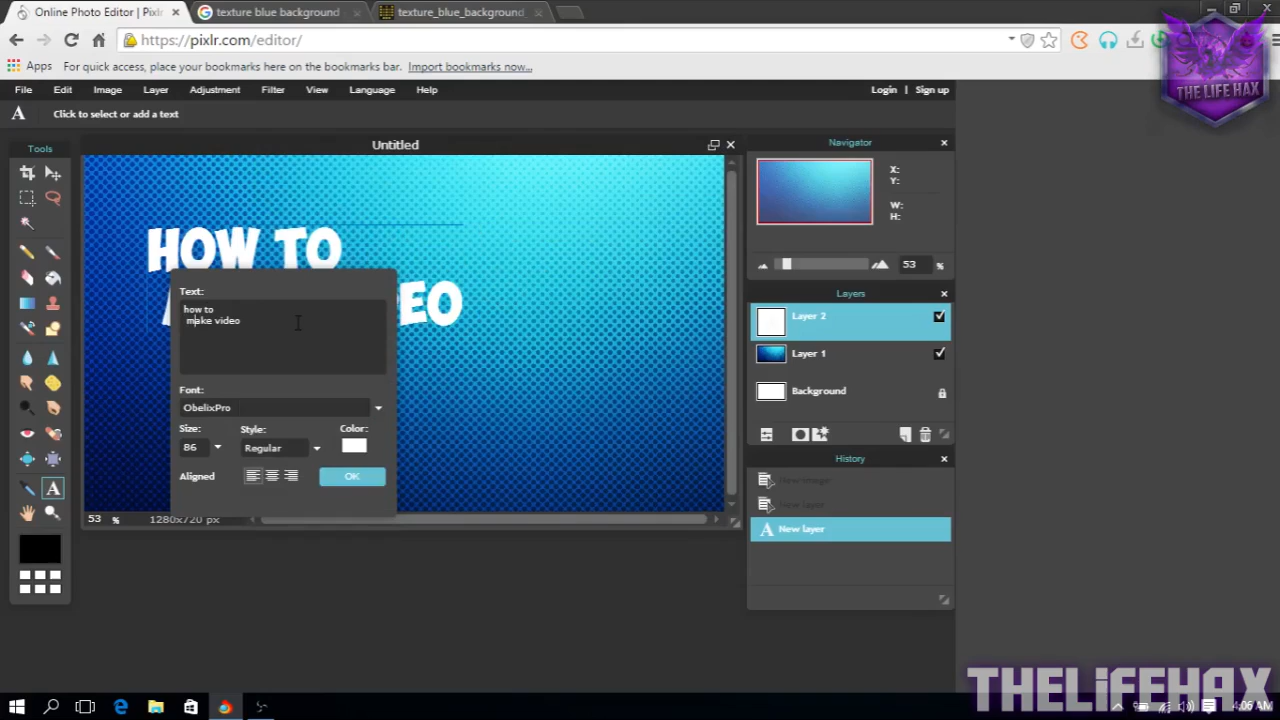 Online Photo Editor | Pixlr.c
texture blue background
texture_blue_background
https://pixlr.com/editor/
Apps
For quick access, place your bookmarks here on the bookmarks bar. Import bookmarks now...
THE LIFE HAX
File Edit Image Layer Adjustment Filter View Language Help
Login | Sign up
A Click to select or add a text
Tools
Untitled
Navigator
X:
Y:
W:
H:
53 %
HOW TO
EO
Text:
how to
make video
Font:
ObelixPro
Size:
Style:
Color:
86
Regular
Aligned
OK
A
53 %
1280x720 px
Layers
Layer 2
Layer 1
Background
History
New image
New layer
A New layer
THELIFEHAX
4:06 AM